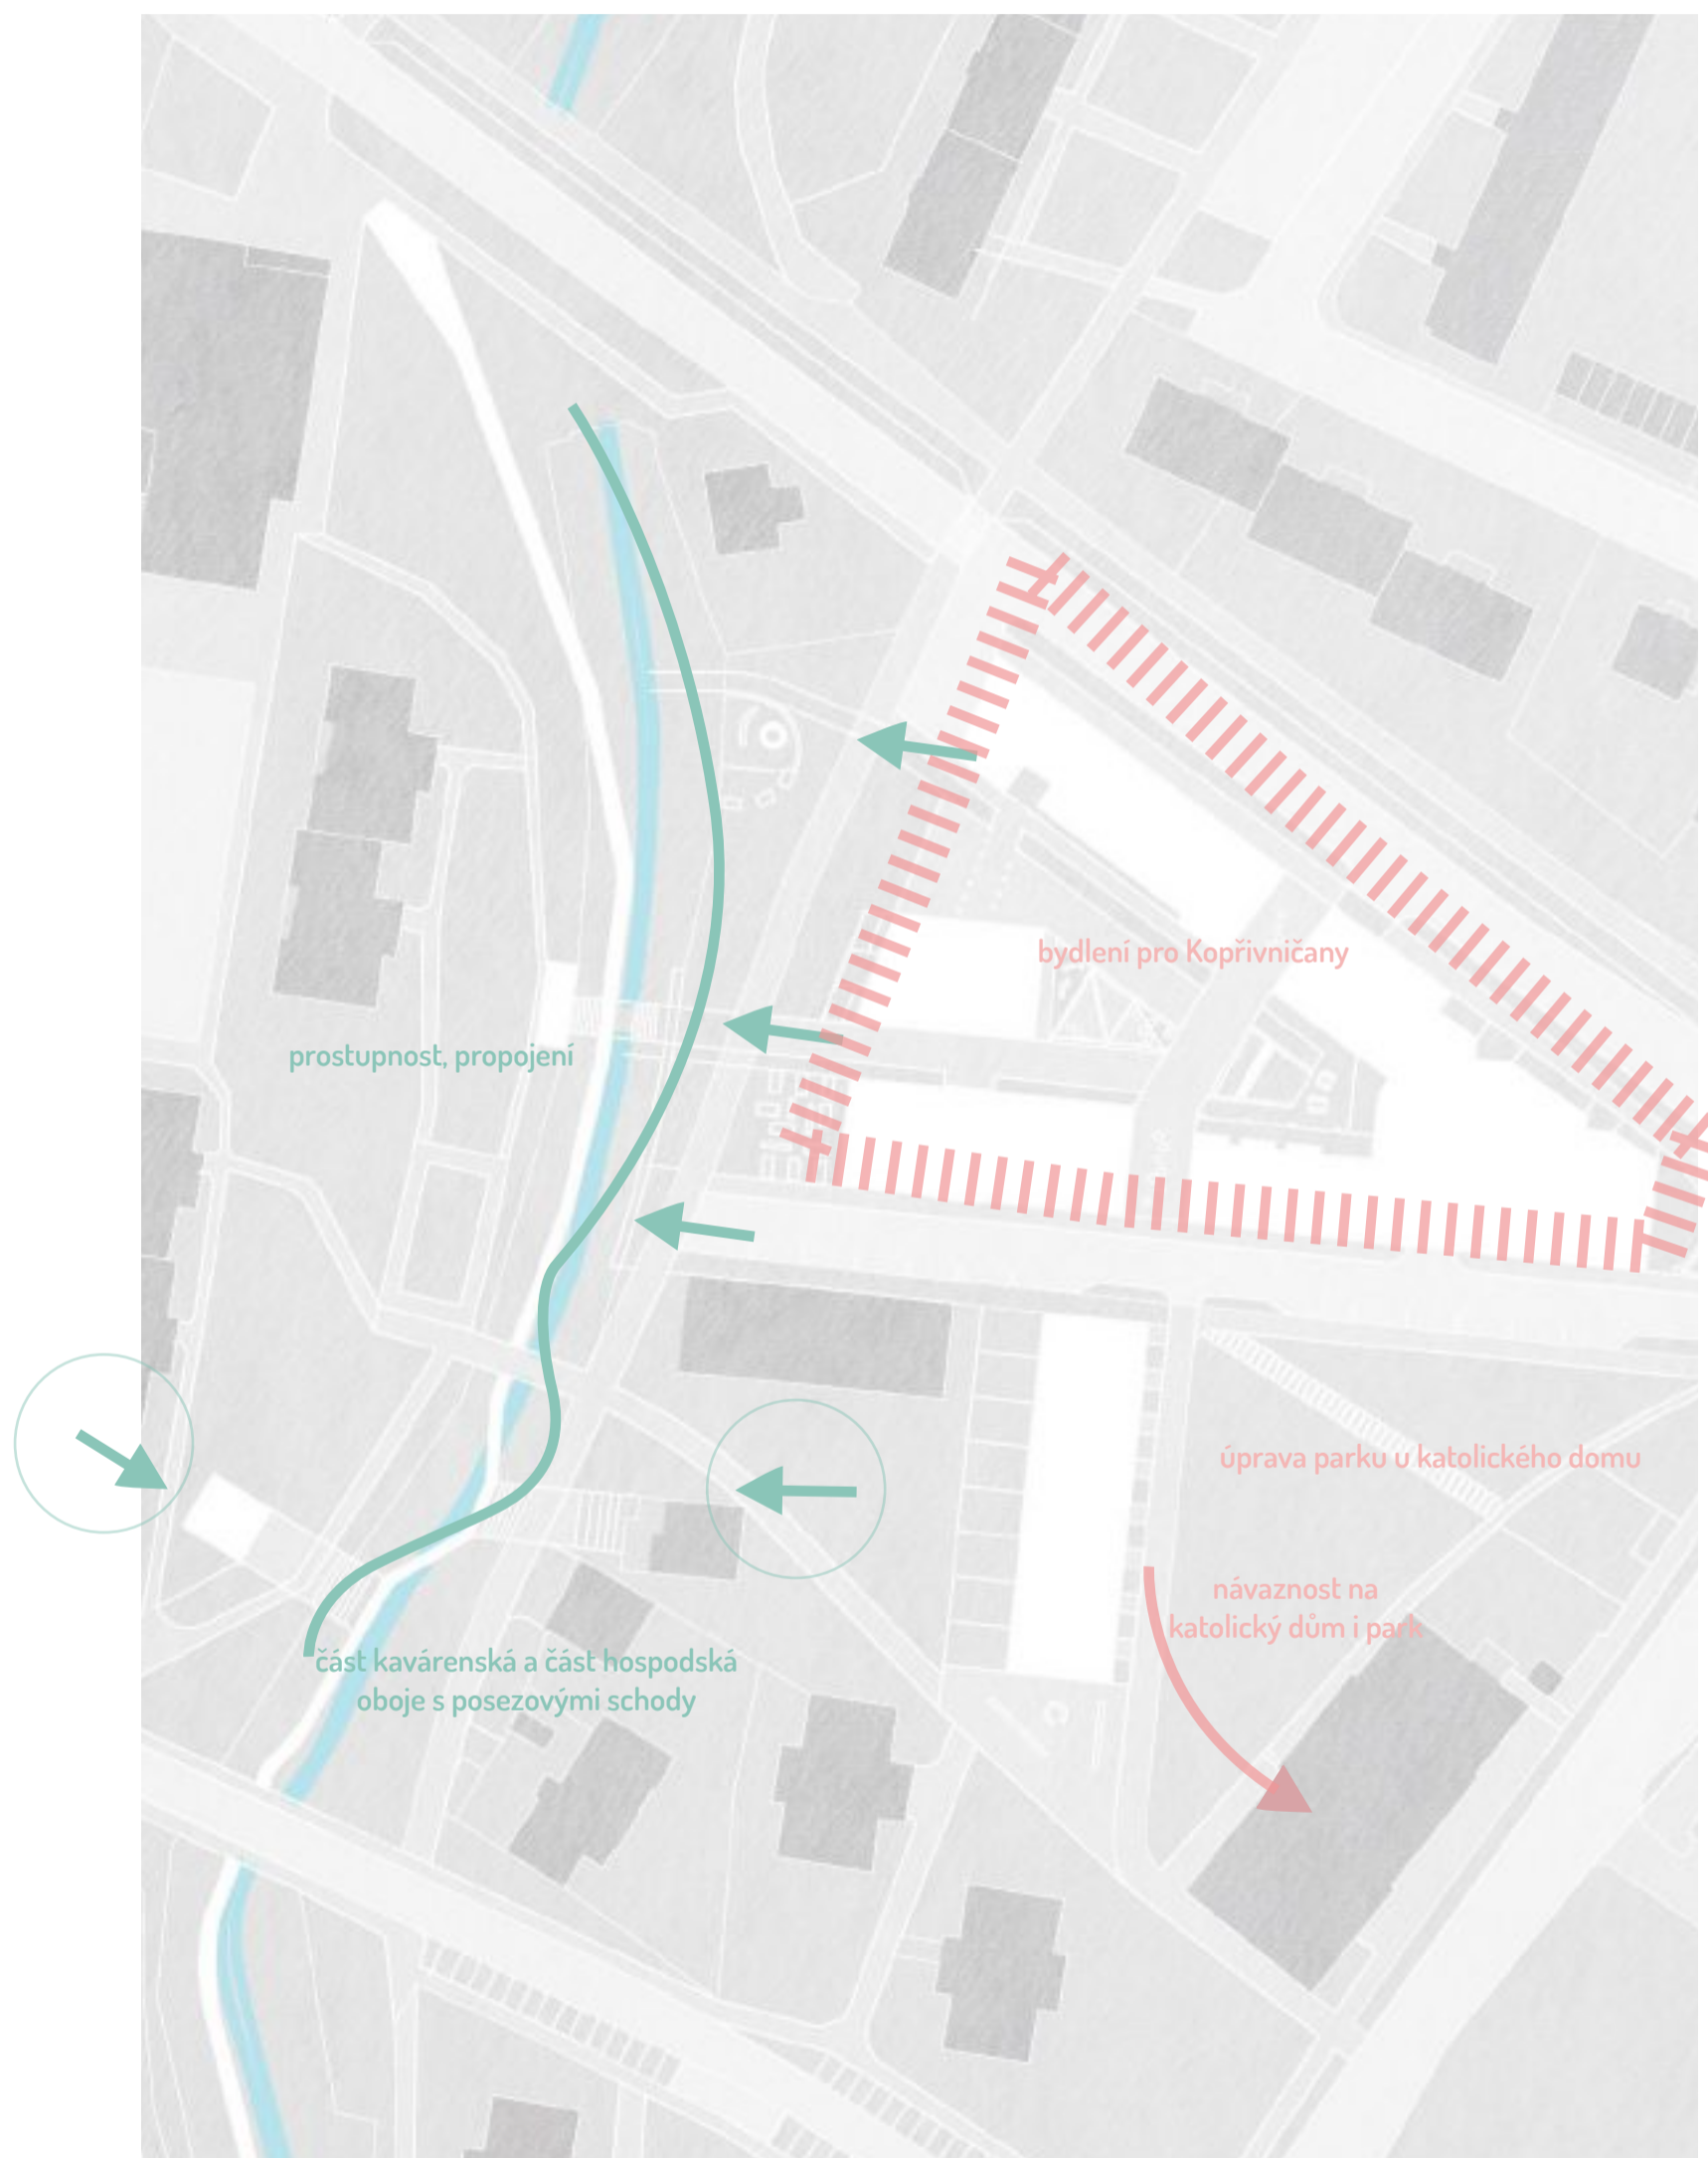 bydlení pro Kopřivničany
prostupnost, propojení
úprava parku u katolického domu
návaznost na
katolický dům i park
část kavárenská a část hospodská
oboje s posezovými schody